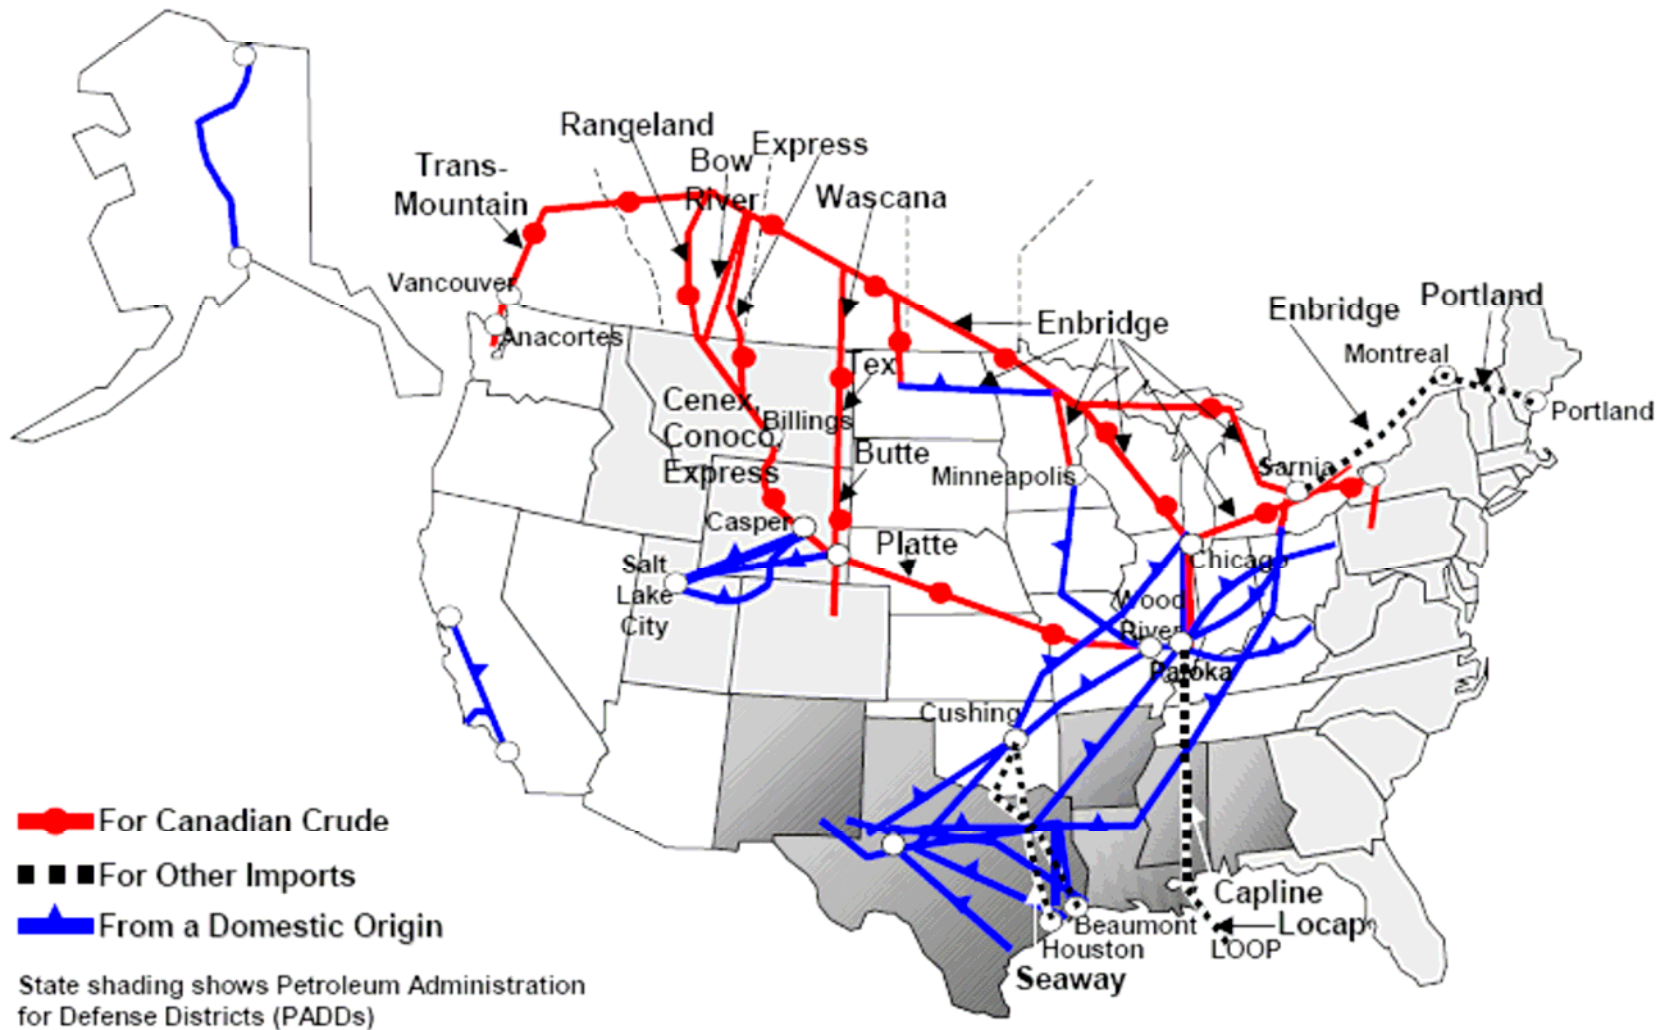 Rangeland
Bow
River
Express
Trans-
Mountain
Wascana
Vancouver
Anacortes
Enbridge
Enbridge
Portland
Montreal
Portland
Tex
Cenex,
Conoco,
Express
Billings
Butte
Minneapolis
Sarnia
Casper
Platte
Salt
Lake
City
Chicago
Wood
River
Patoka
Cushing
For Canadian Crude
For Other Imports
From a Domestic Origin
Capline
Locap
LOOP
Beaumont
Houston
Seaway
State shading shows Petroleum Administration
for Defense Districts (PADDs)